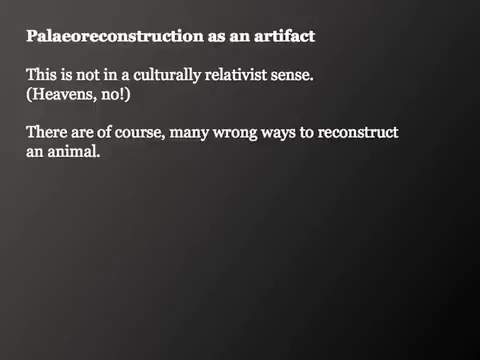 Palaeoreconstruction as an artifact
This is not in a culturally relativist sense.
(Heavens, no!)
There are of course, many wrong ways to reconstruct
an animal.